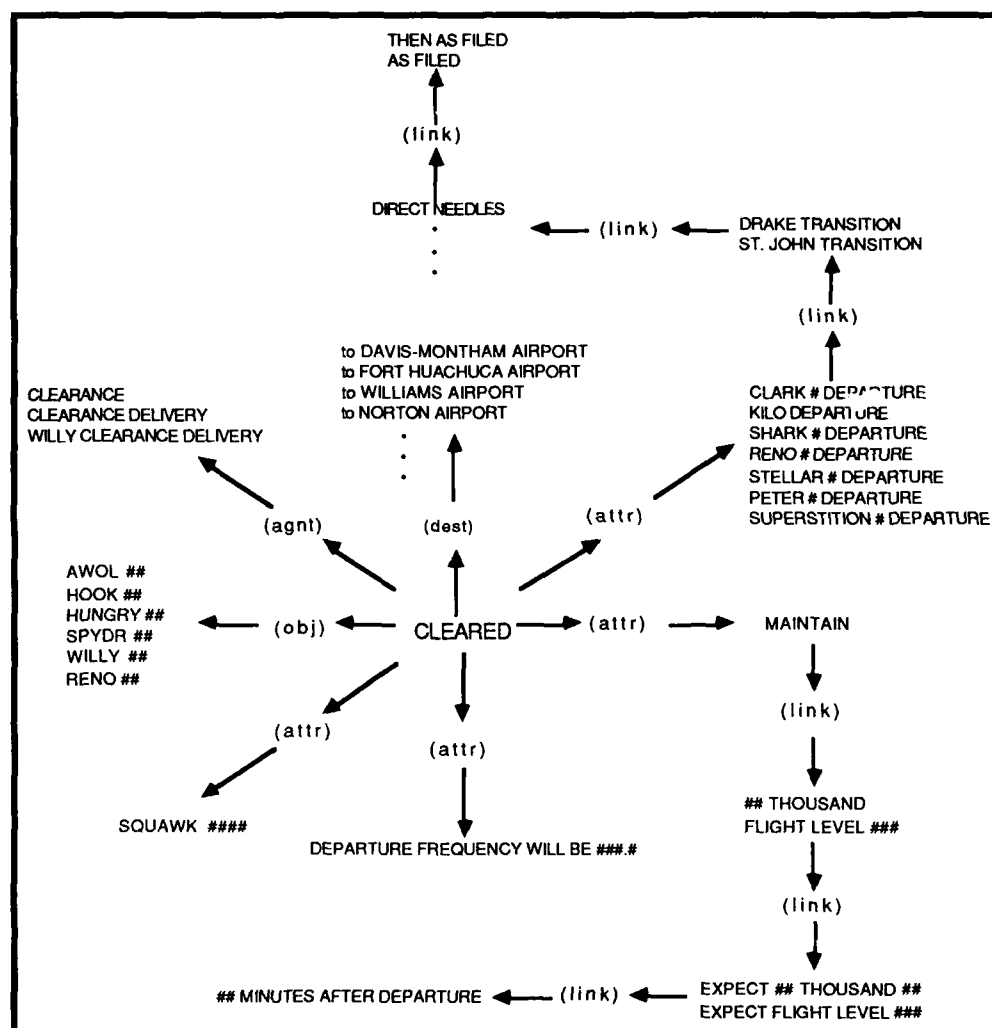 THEN AS FILED
AS FILED
(link)
DIRECT NEEDLES
(link)
DRAKE TRANSITION
ST. JOHN TRANSITION
(link)
to DAVIS-MONTHAM AIRPORT
to FORT HUACHUCA AIRPORT
to WILLIAMS AIRPORT
to NORTON AIRPORT
CLEARANCE
CLEARANCE DELIVERY
WILLY CLEARANCE DELIVERY
CLARK # DEPARTURE
KILO DEPARTURE
SHARK # DEPARTURE
RENO # DEPARTURE
STELLAR # DEPARTURE
PETER # DEPARTURE
SUPERSTITION # DEPARTURE
(agnt)
(dest)
(attr)
AWOL ##
HOOK ##
HUNGRY ##
SPYDR ##
WILLY ##
RENO ##
(obj)
CLEARED
(attr)
MAINTAIN
(link)
(attr)
(attr)
SQUAWK ####
DEPARTURE FREQUENCY WILL BE ###.#
## THOUSAND
FLIGHT LEVEL ###
(link)
## MINUTES AFTER DEPARTURE
(link)
EXPECT ## THOUSAND ##
EXPECT FLIGHT LEVEL ###